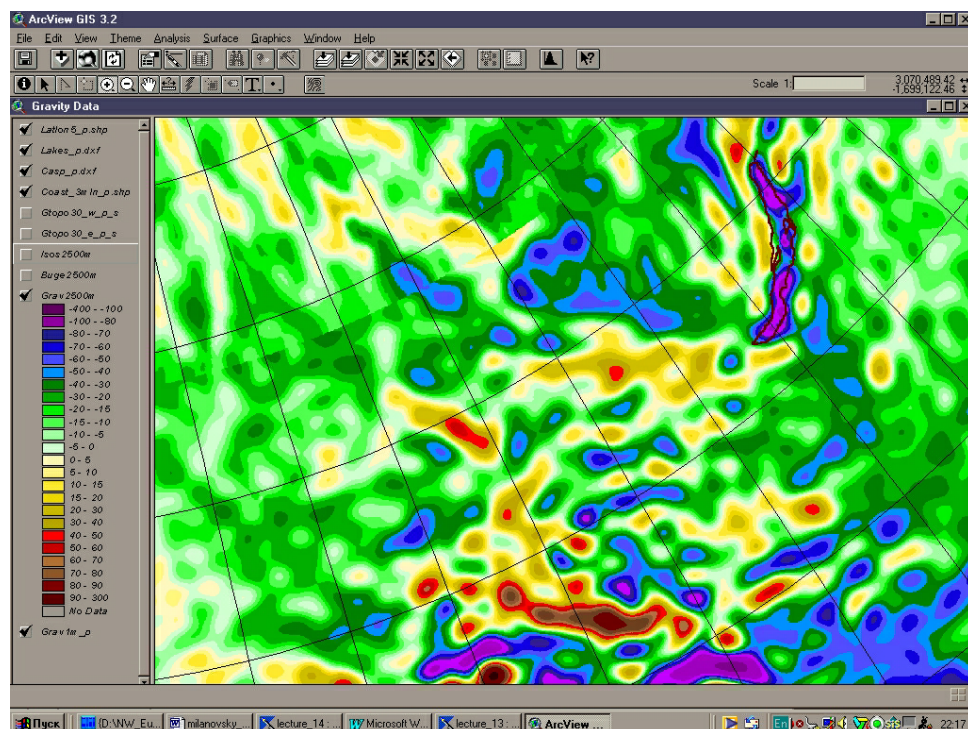 ArcView GIS 3.2
File Edit View Theme Analysis Surface Graphics Window Help
Scale 1: 3,070,489.42
-1,699,122.46
Gravity Data
Latlon5_p.shp
Lakes_p.dxf
Casp_p.dxf
Coast_3m ln_p.shp
Gtopo30_w_p_s
Gtopo30_e_p_s
Isos2500m
Buge2500m
Grav2500m
-400 - -100
-100 - -80
-80 - -70
-70 - -60
-60 - -50
-50 - -40
-40 - -30
-30 - -20
-20 - -15
-15 - -10
-10 - -5
-5 - 0
0 - 5
5 - 10
10 - 15
15 - 20
20 - 30
30 - 40
40 - 50
50 - 60
60 - 70
70 - 80
80 - 90
90 - 300
No Data
Grav1m_p
Пуск {D:\NW_Eu... milanovsky_... lecture_14 : ... Microsoft W... lecture_13 : ... ArcView ... En 22:17